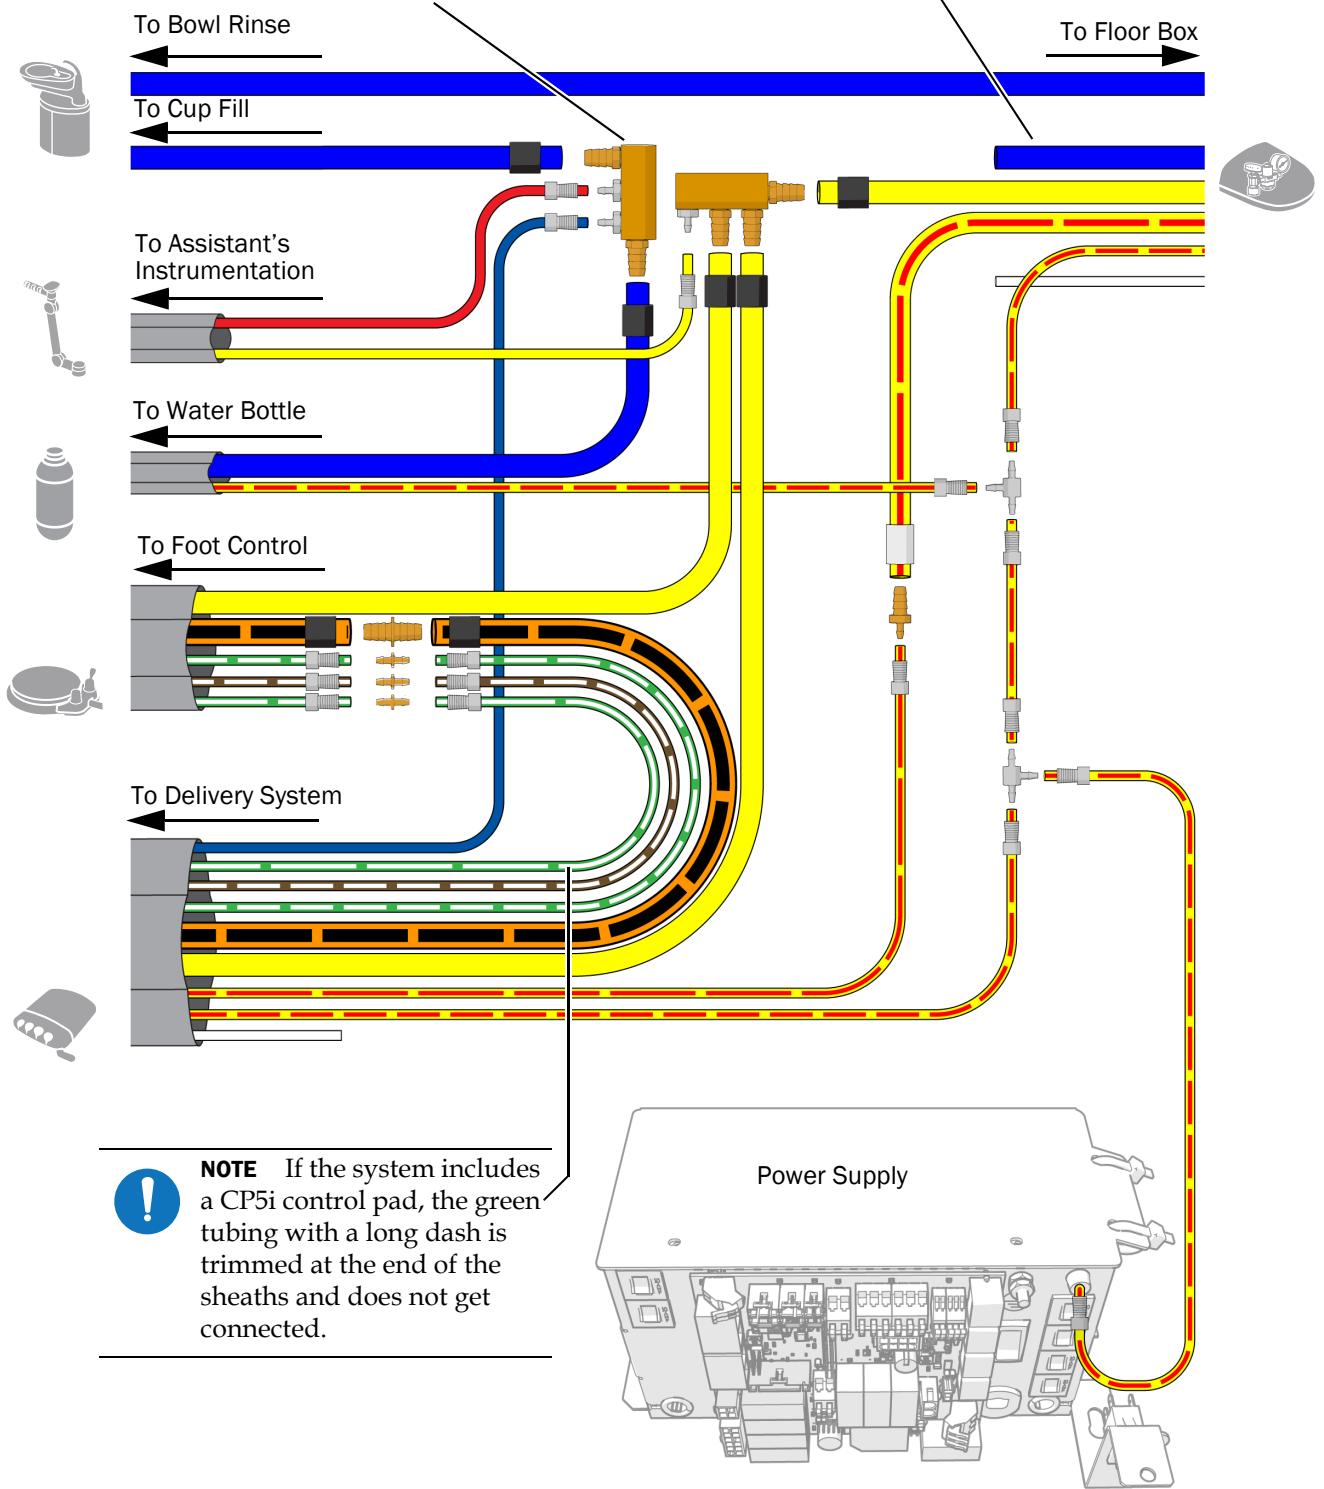 To Bowl Rinse
To Floor Box
To Cup Fill
To Assistant's
Instrumentation
To Water Bottle
To Foot Control
To Delivery System
NOTE If the system includes
a CP5i control pad, the green
tubing with a long dash is
trimmed at the end of the
sheaths and does not get
connected.
Power Supply